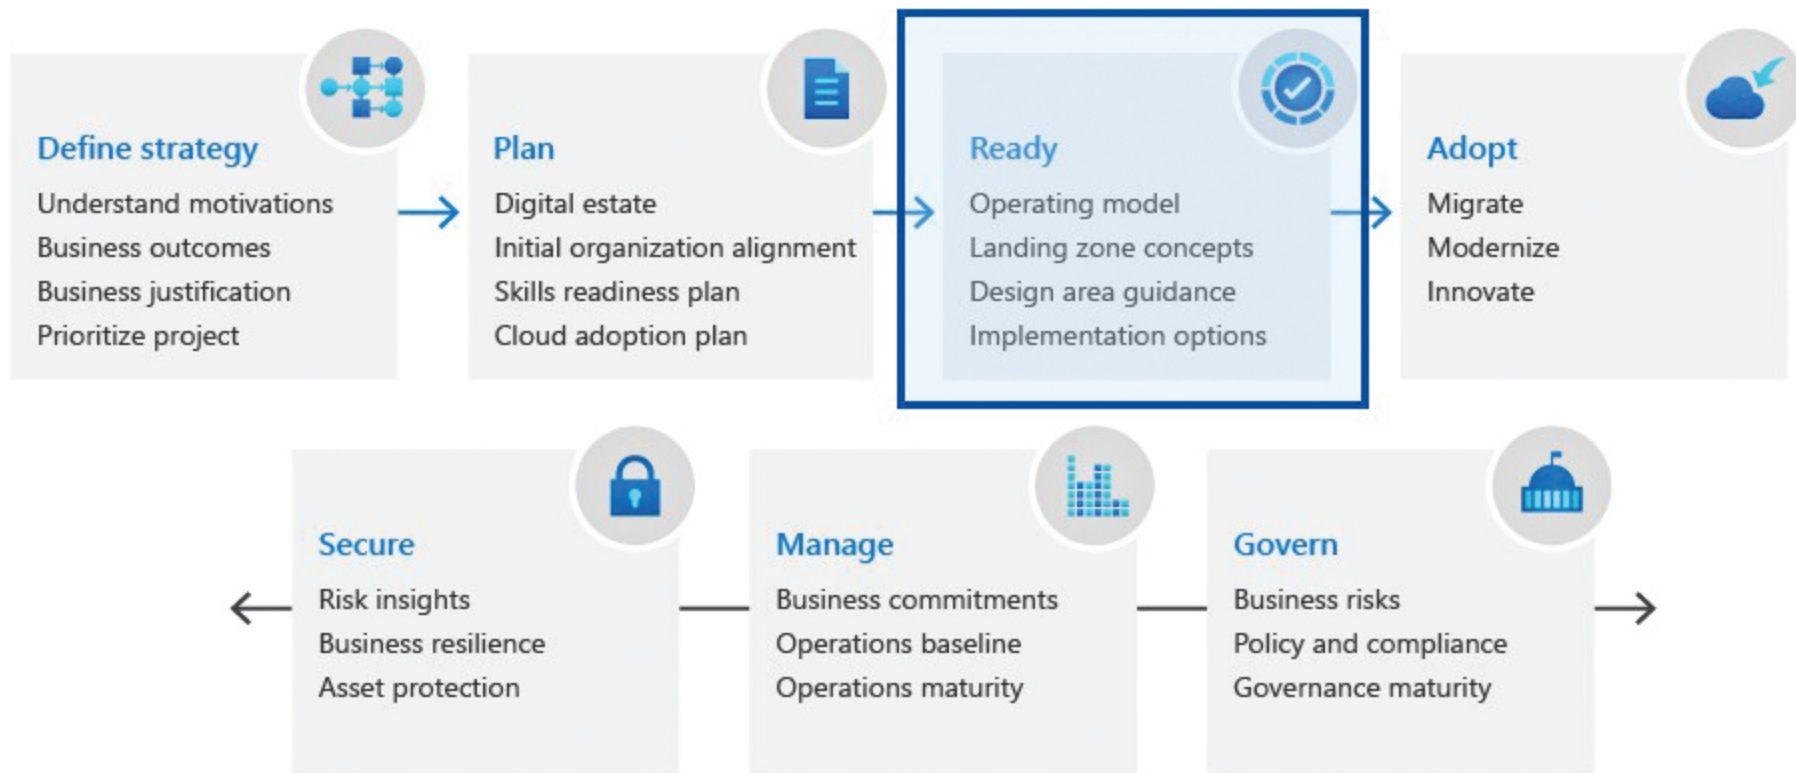 Define strategy
Understand motivations
Business outcomes
Business justification
Prioritize project
Plan
Digital estate
Initial organization alignment
Skills readiness plan
Cloud adoption plan
Ready
Operating model
Landing zone concepts
Design area guidance
Implementation options
Adopt
Migrate
Modernize
Innovate
Secure
Risk insights
Business resilience
Asset protection
Manage
Business commitments
Operations baseline
Operations maturity
Govern
Business risks
Policy and compliance
Governance maturity